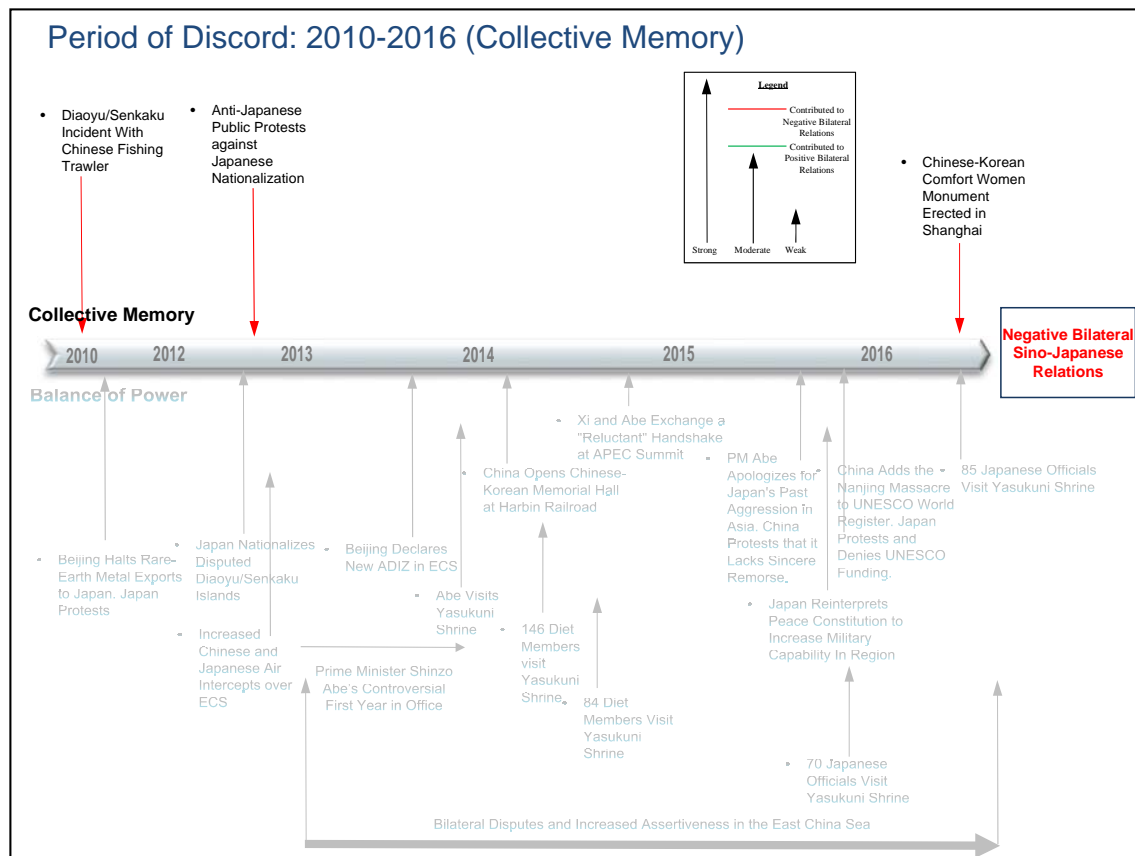 Period of Discord: 2010-2016 (Collective Memory)
• Diaoyu/Senkaku
Incident With
Chinese Fishing
Trawler
• Anti-Japanese
Public Protests
against
Japanese
Nationalization
Legend
Contributed to
Negative Bilateral
Relations
Contributed to
Positive Bilateral
Relations
Strong
Moderate
Weak
• Chinese-Korean
Comfort Women
Monument
Erected in
Shanghai
Collective Memory
2010
2012
2013
2014
2015
2016
Negative Bilateral
Sino-Japanese
Relations
Balance of Power
• Beijing Halts Rare-
Earth Metal Exports
to Japan. Japan
Protests
• Japan Nationalizes
Disputed
Diaoyu/Senkaku
Islands
• Increased
Chinese and
Japanese Air
Intercepts over
ECS
• Beijing Declares
New ADIZ in ECS
• Abe Visits
Yasukuni
Shrine
Prime Minister Shinzo
Abe's Controversial
First Year in Office
• China Opens Chinese-
Korean Memorial Hall
at Harbin Railroad
• 146 Diet
Members
visit
Yasukuni
Shrine
• Xi and Abe Exchange a
"Reluctant" Handshake
at APEC Summit
• 84 Diet
Members Visit
Yasukuni
Shrine
• PM Abe
Apologizes for
Japan's Past
Aggression in
Asia. China
Protests that it
Lacks Sincere
Remorse.
• China Adds the
Nanjing Massacre
to UNESCO World
Register. Japan
Protests and
Denies UNESCO
Funding.
• Japan Reinterprets
Peace Constitution to
Increase Military
Capability In Region
• 70 Japanese
Officials Visit
Yasukuni Shrine
• 85 Japanese Officials
Visit Yasukuni Shrine
Bilateral Disputes and Increased Assertiveness in the East China Sea